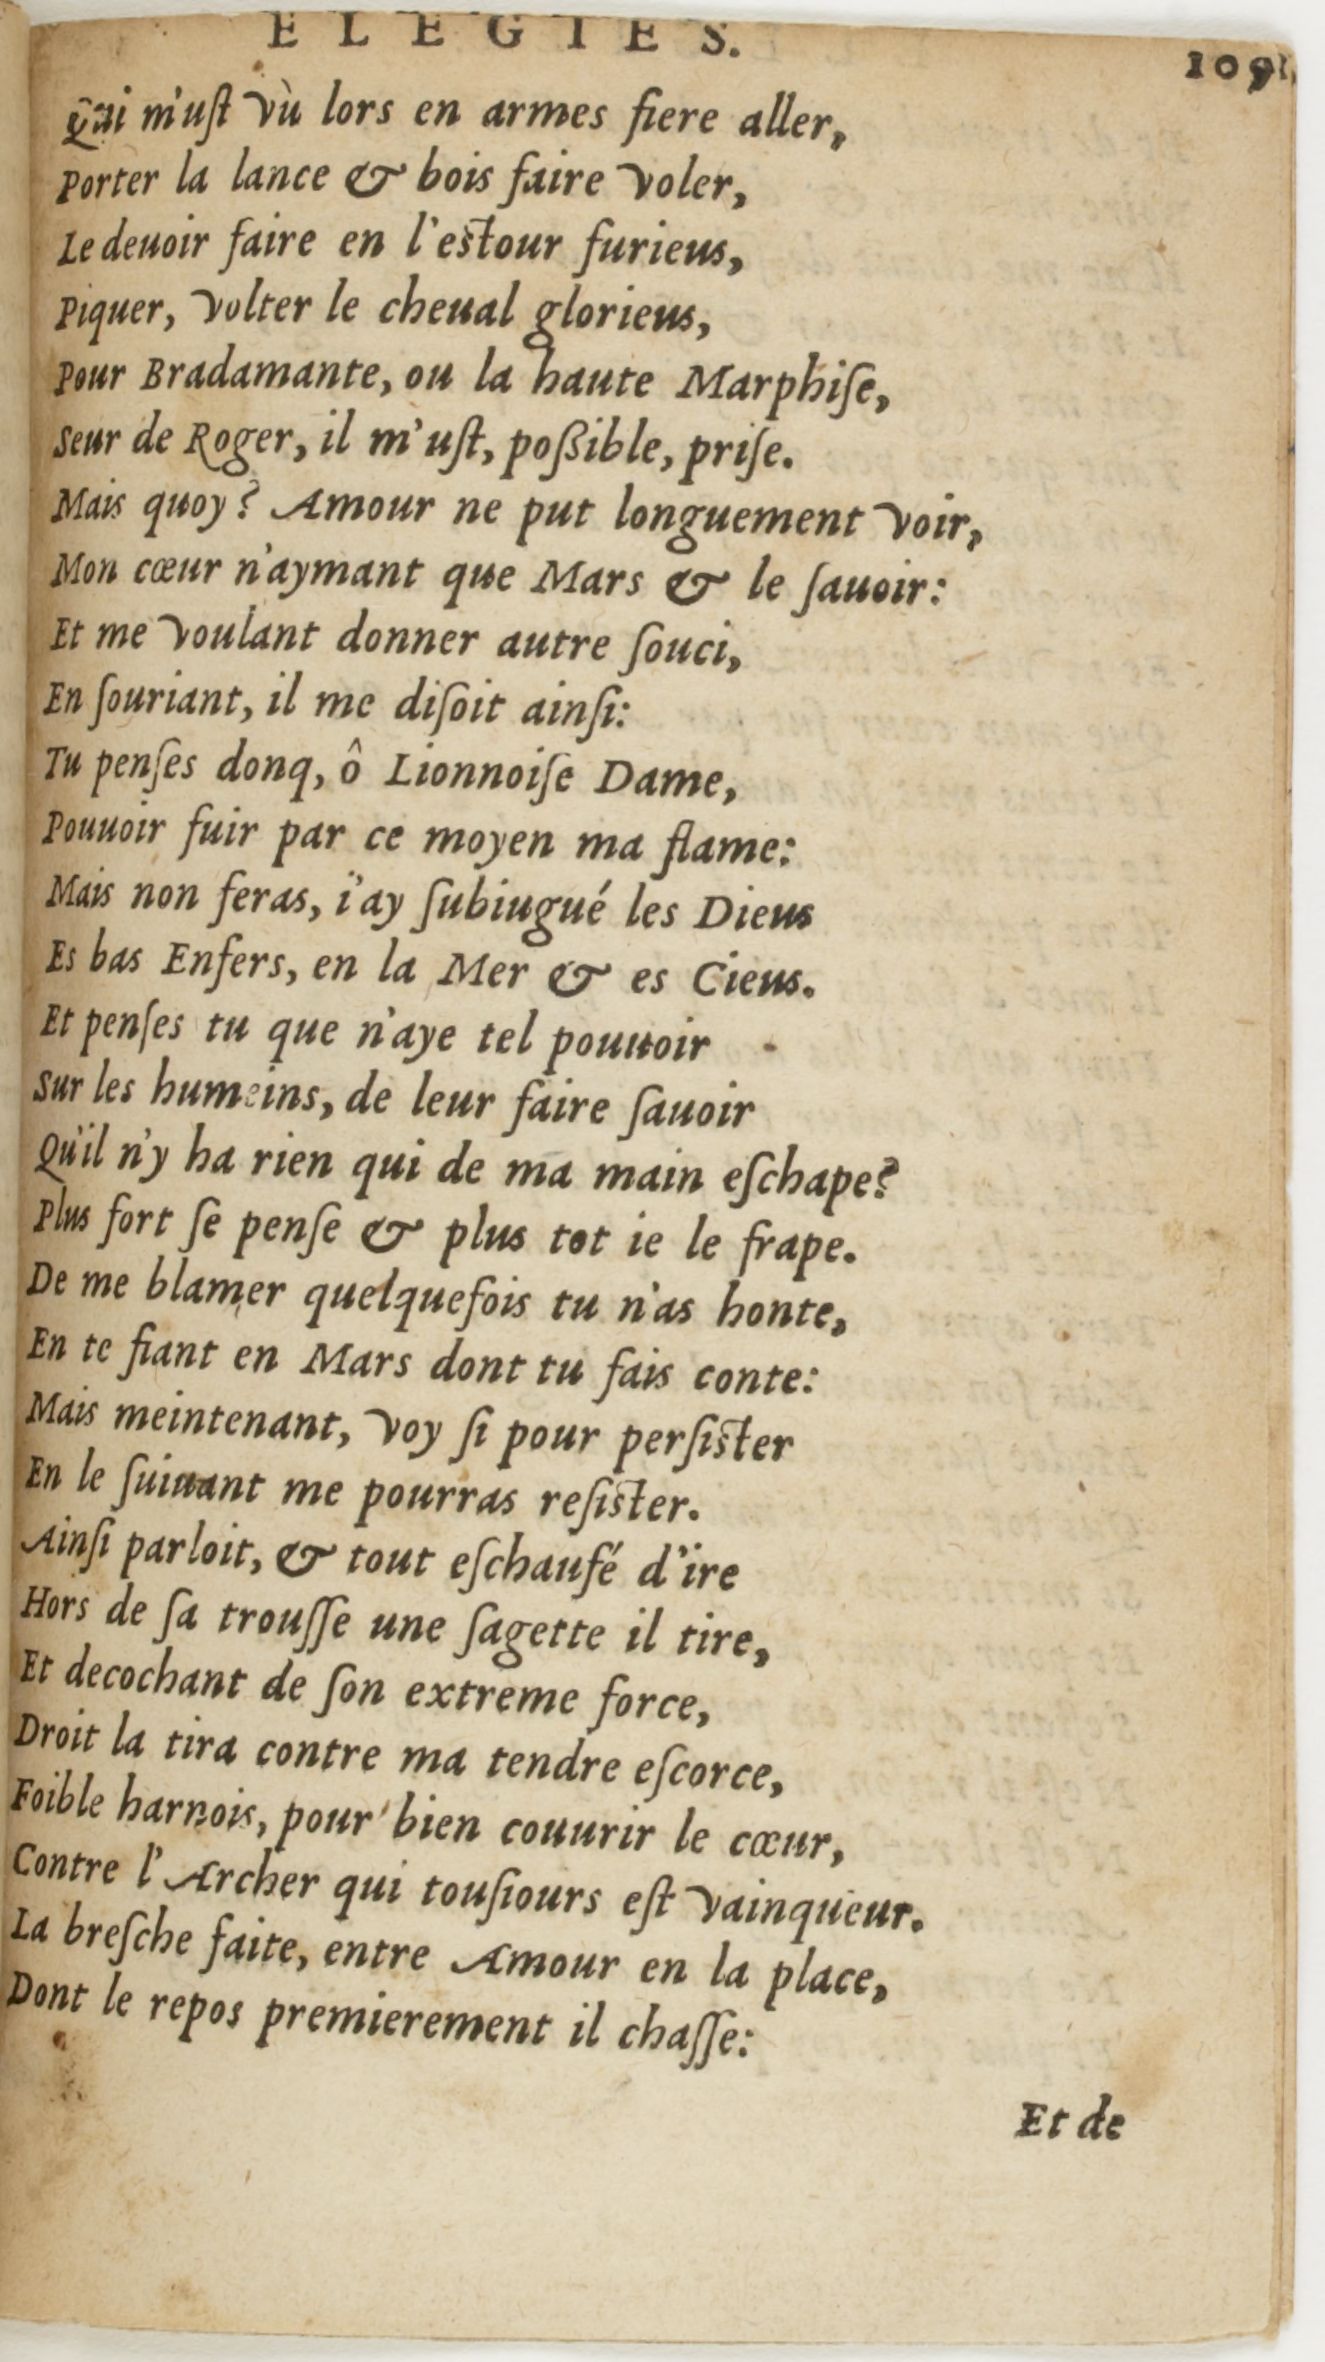 ELEGIES.
109
Qui m'uſt vù lors en armes fiere aller,
Porter la lance & bois faire voler,
Le deuoir faire en l'eſtour furieus,
Piquer, volter le cheual glorieus,
Pour Bradamante, ou la haute Marphiſe,
Seur de Roger, il m'uſt, poßible, priſe.
Mais quoy? Amour ne put longuement voir,
Mon cœur n'aymant que Mars & le ſauoir:
Et me voulant donner autre ſouci,
En ſouriant, il me diſoit ainſi:
Tu penſes donq, ô Lionnoiſe Dame,
Pouuoir fuir par ce moyen ma flame:
Mais non feras, i'ay ſubiugué les Dieus
Es bas Enfers, en la Mer & es Cieus.
Et penſes tu que n'aye tel pouuoir
Sur les humeins, de leur faire ſauoir
Qu'il n'y ha rien qui de ma main eſchape?
Plus fort ſe penſe & plus tot ie le frape.
De me blamer quelquefois tu n'as honte,
En te fiant en Mars dont tu fais conte:
Mais meintenant, voy ſi pour perſiſter
En le ſuiuant me pourras reſiſter.
Ainſi parloit, & tout eſchaufé d'ire
Hors de ſa trouſſe une ſagette il tire,
Et decochant de ſon extreme force,
Droit la tira contre ma tendre eſcorce,
Foible harnois, pour bien couurir le cœur,
Contre l'Archer qui touſiours eſt vainqueur.
La breſche faite, entre Amour en la place,
Dont le repos premierement il chaſſe:
Et de